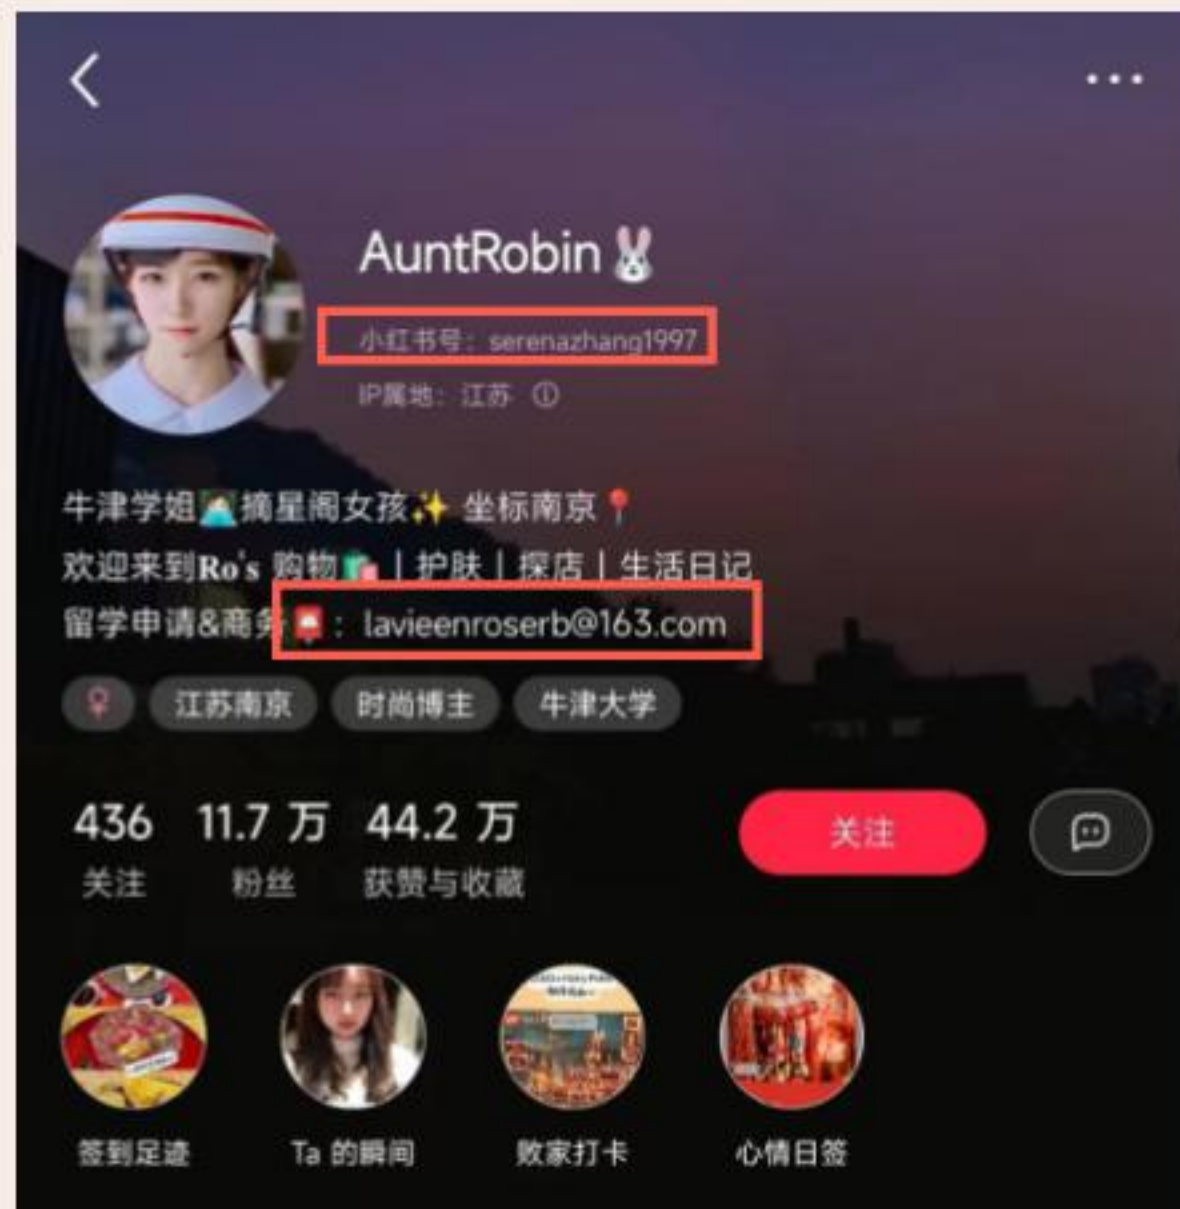 AuntRobin🐰
小红书号：serenazhang1997
IP属地：江苏 ⓘ
牛津学姐👩🏻‍💻摘星阁女孩✨ 坐标南京📍
欢迎来到Ro's 购物🛍️｜护肤｜探店｜生活日记
留学申请&商务📮：lavieenroserb@163.com
♀ 江苏南京 时尚博主 牛津大学
436 11.7 万 44.2 万
关注 粉丝 获赞与收藏
关注
签到足迹 Ta 的瞬间 败家打卡 心情日签